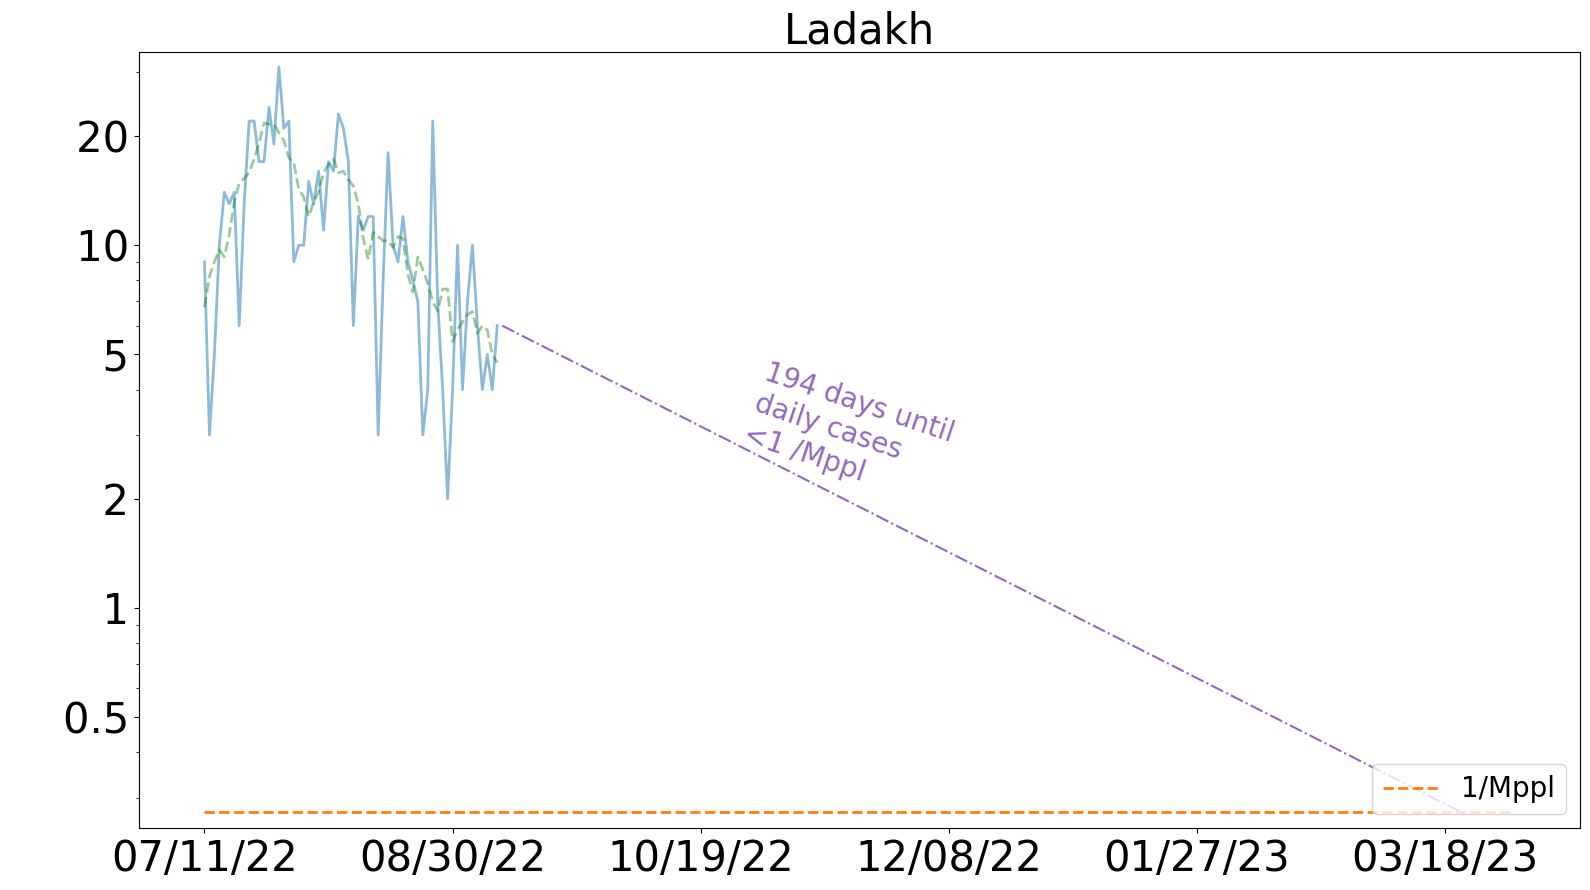 Ladakh
20
10
5
2
1
0.5
194 days until
daily cases
<1 /Mppl
1/Mppl
07/11/22 08/30/22 10/19/22 12/08/22 01/27/23 03/18/23